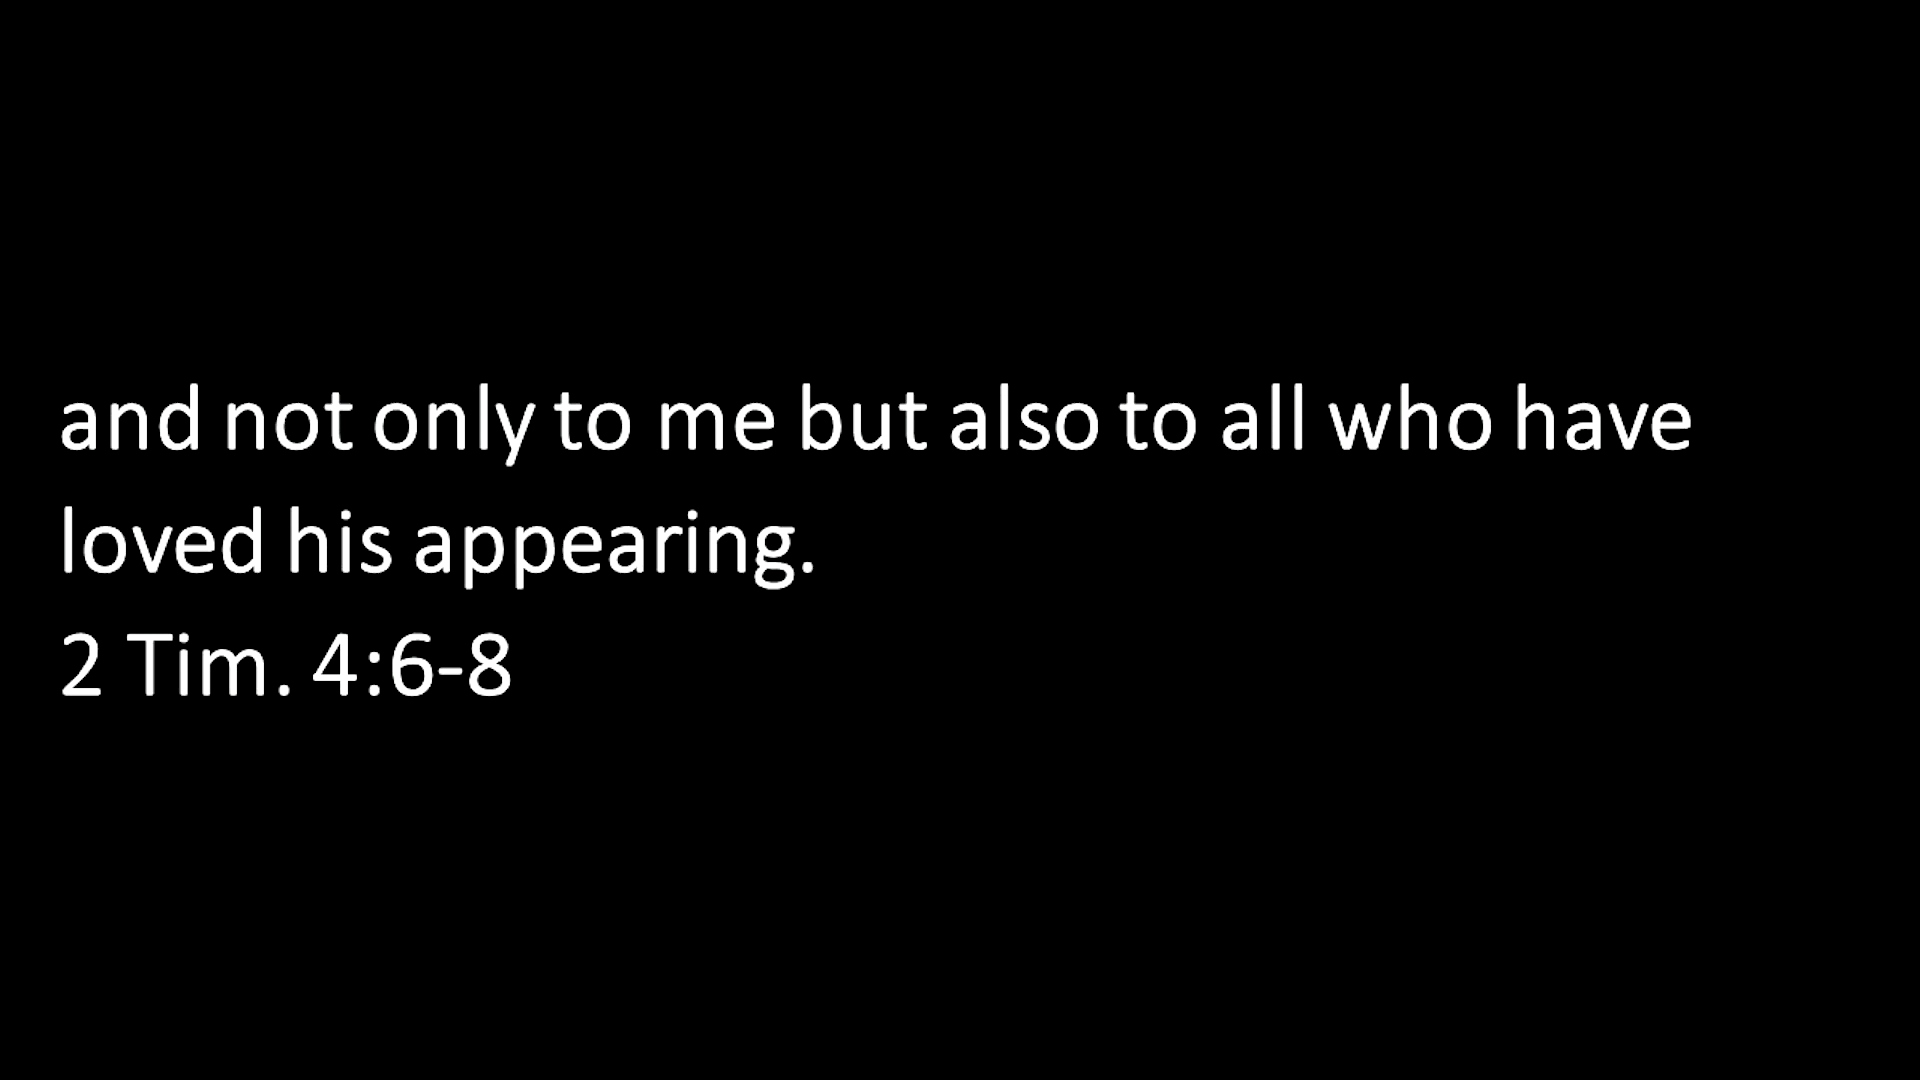 and not only to me but also to all who have
loved his appearing.
2 Tim. 4:6-8